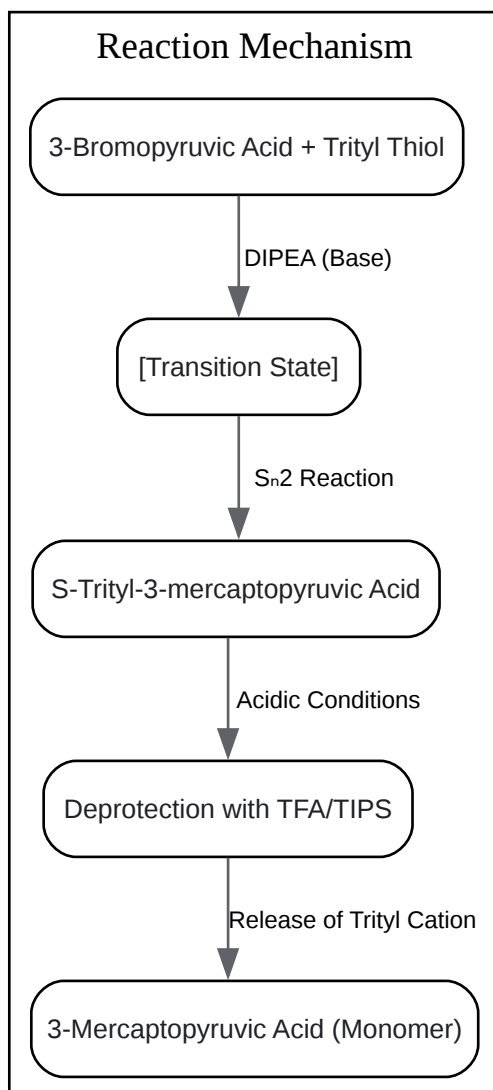 Reaction Mechanism
3-Bromopyruvic Acid + Trityl Thiol
DIPEA (Base)
[Transition State]
Sₙ2 Reaction
S-Trityl-3-mercaptopyruvic Acid
Acidic Conditions
Deprotection with TFA/TIPS
Release of Trityl Cation
3-Mercaptopyruvic Acid (Monomer)